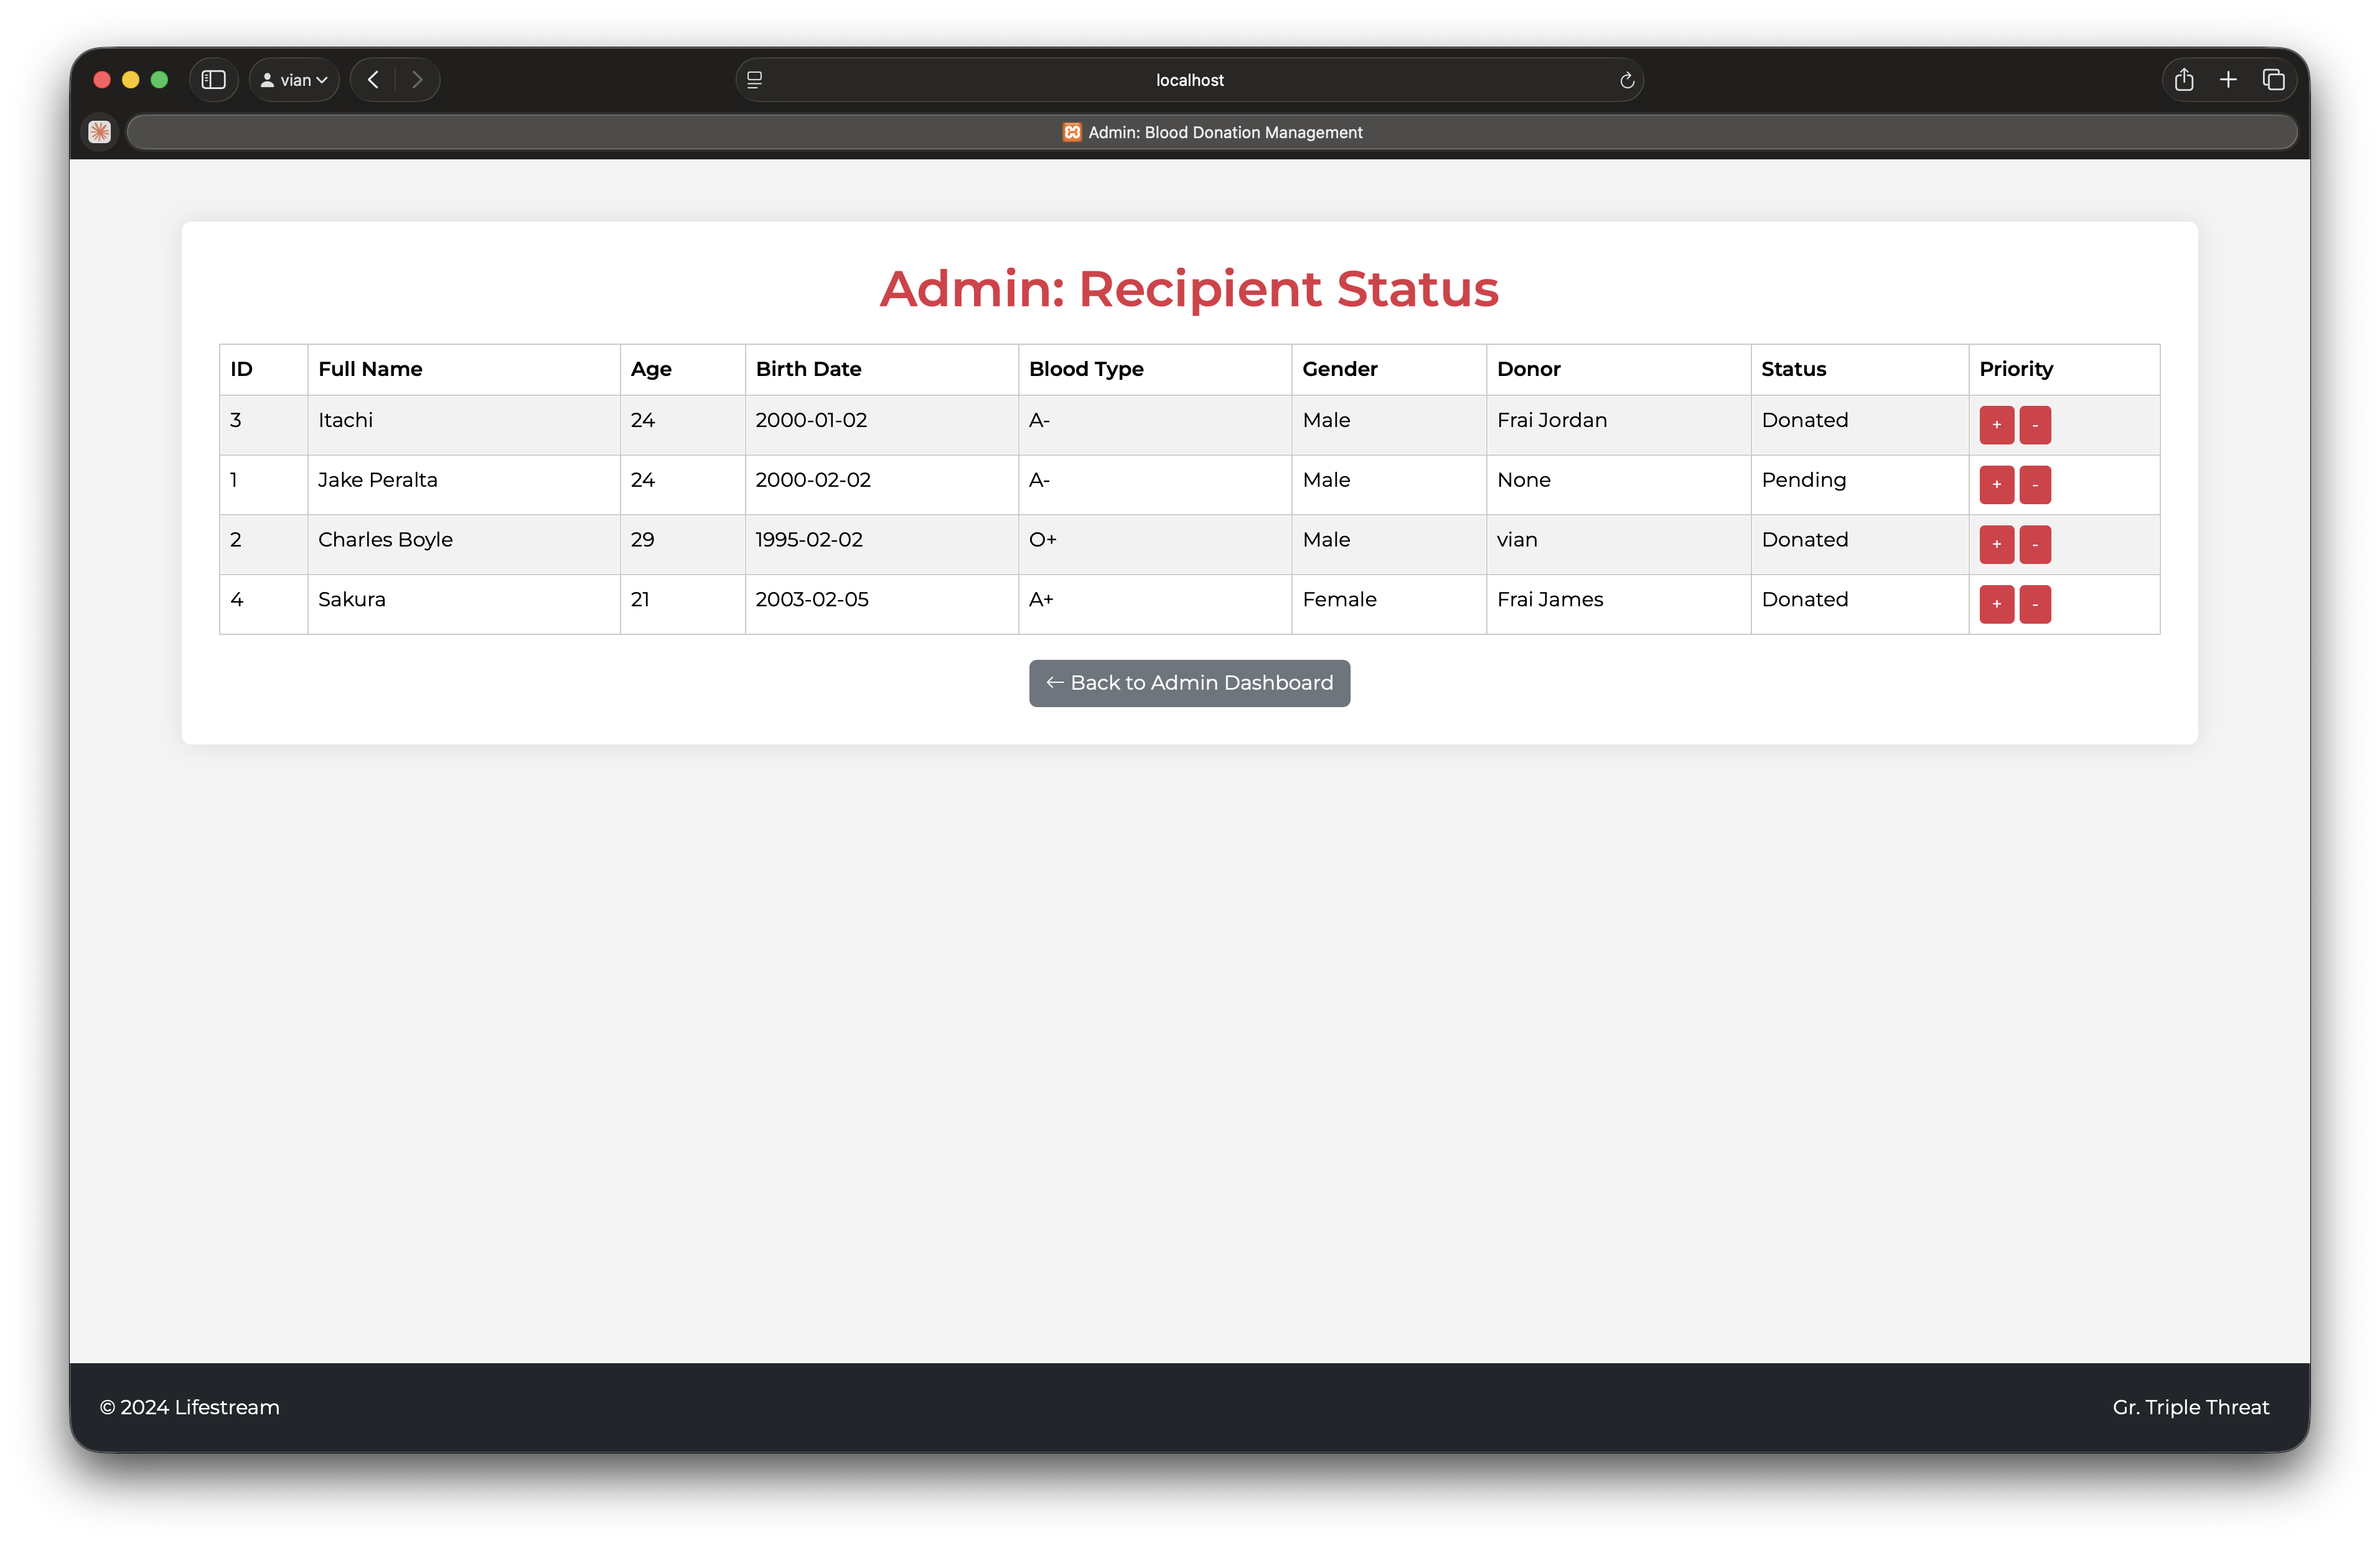 vian
localhost
Admin: Blood Donation Management
Admin: Recipient Status
ID Full Name Age Birth Date Blood Type Gender Donor Status Priority
3 Itachi 24 2000-01-02 A- Male Frai Jordan Donated + -
1 Jake Peralta 24 2000-02-02 A- Male None Pending + -
2 Charles Boyle 29 1995-02-02 O+ Male vian Donated + -
4 Sakura 21 2003-02-05 A+ Female Frai James Donated + -
← Back to Admin Dashboard
© 2024 Lifestream Gr. Triple Threat